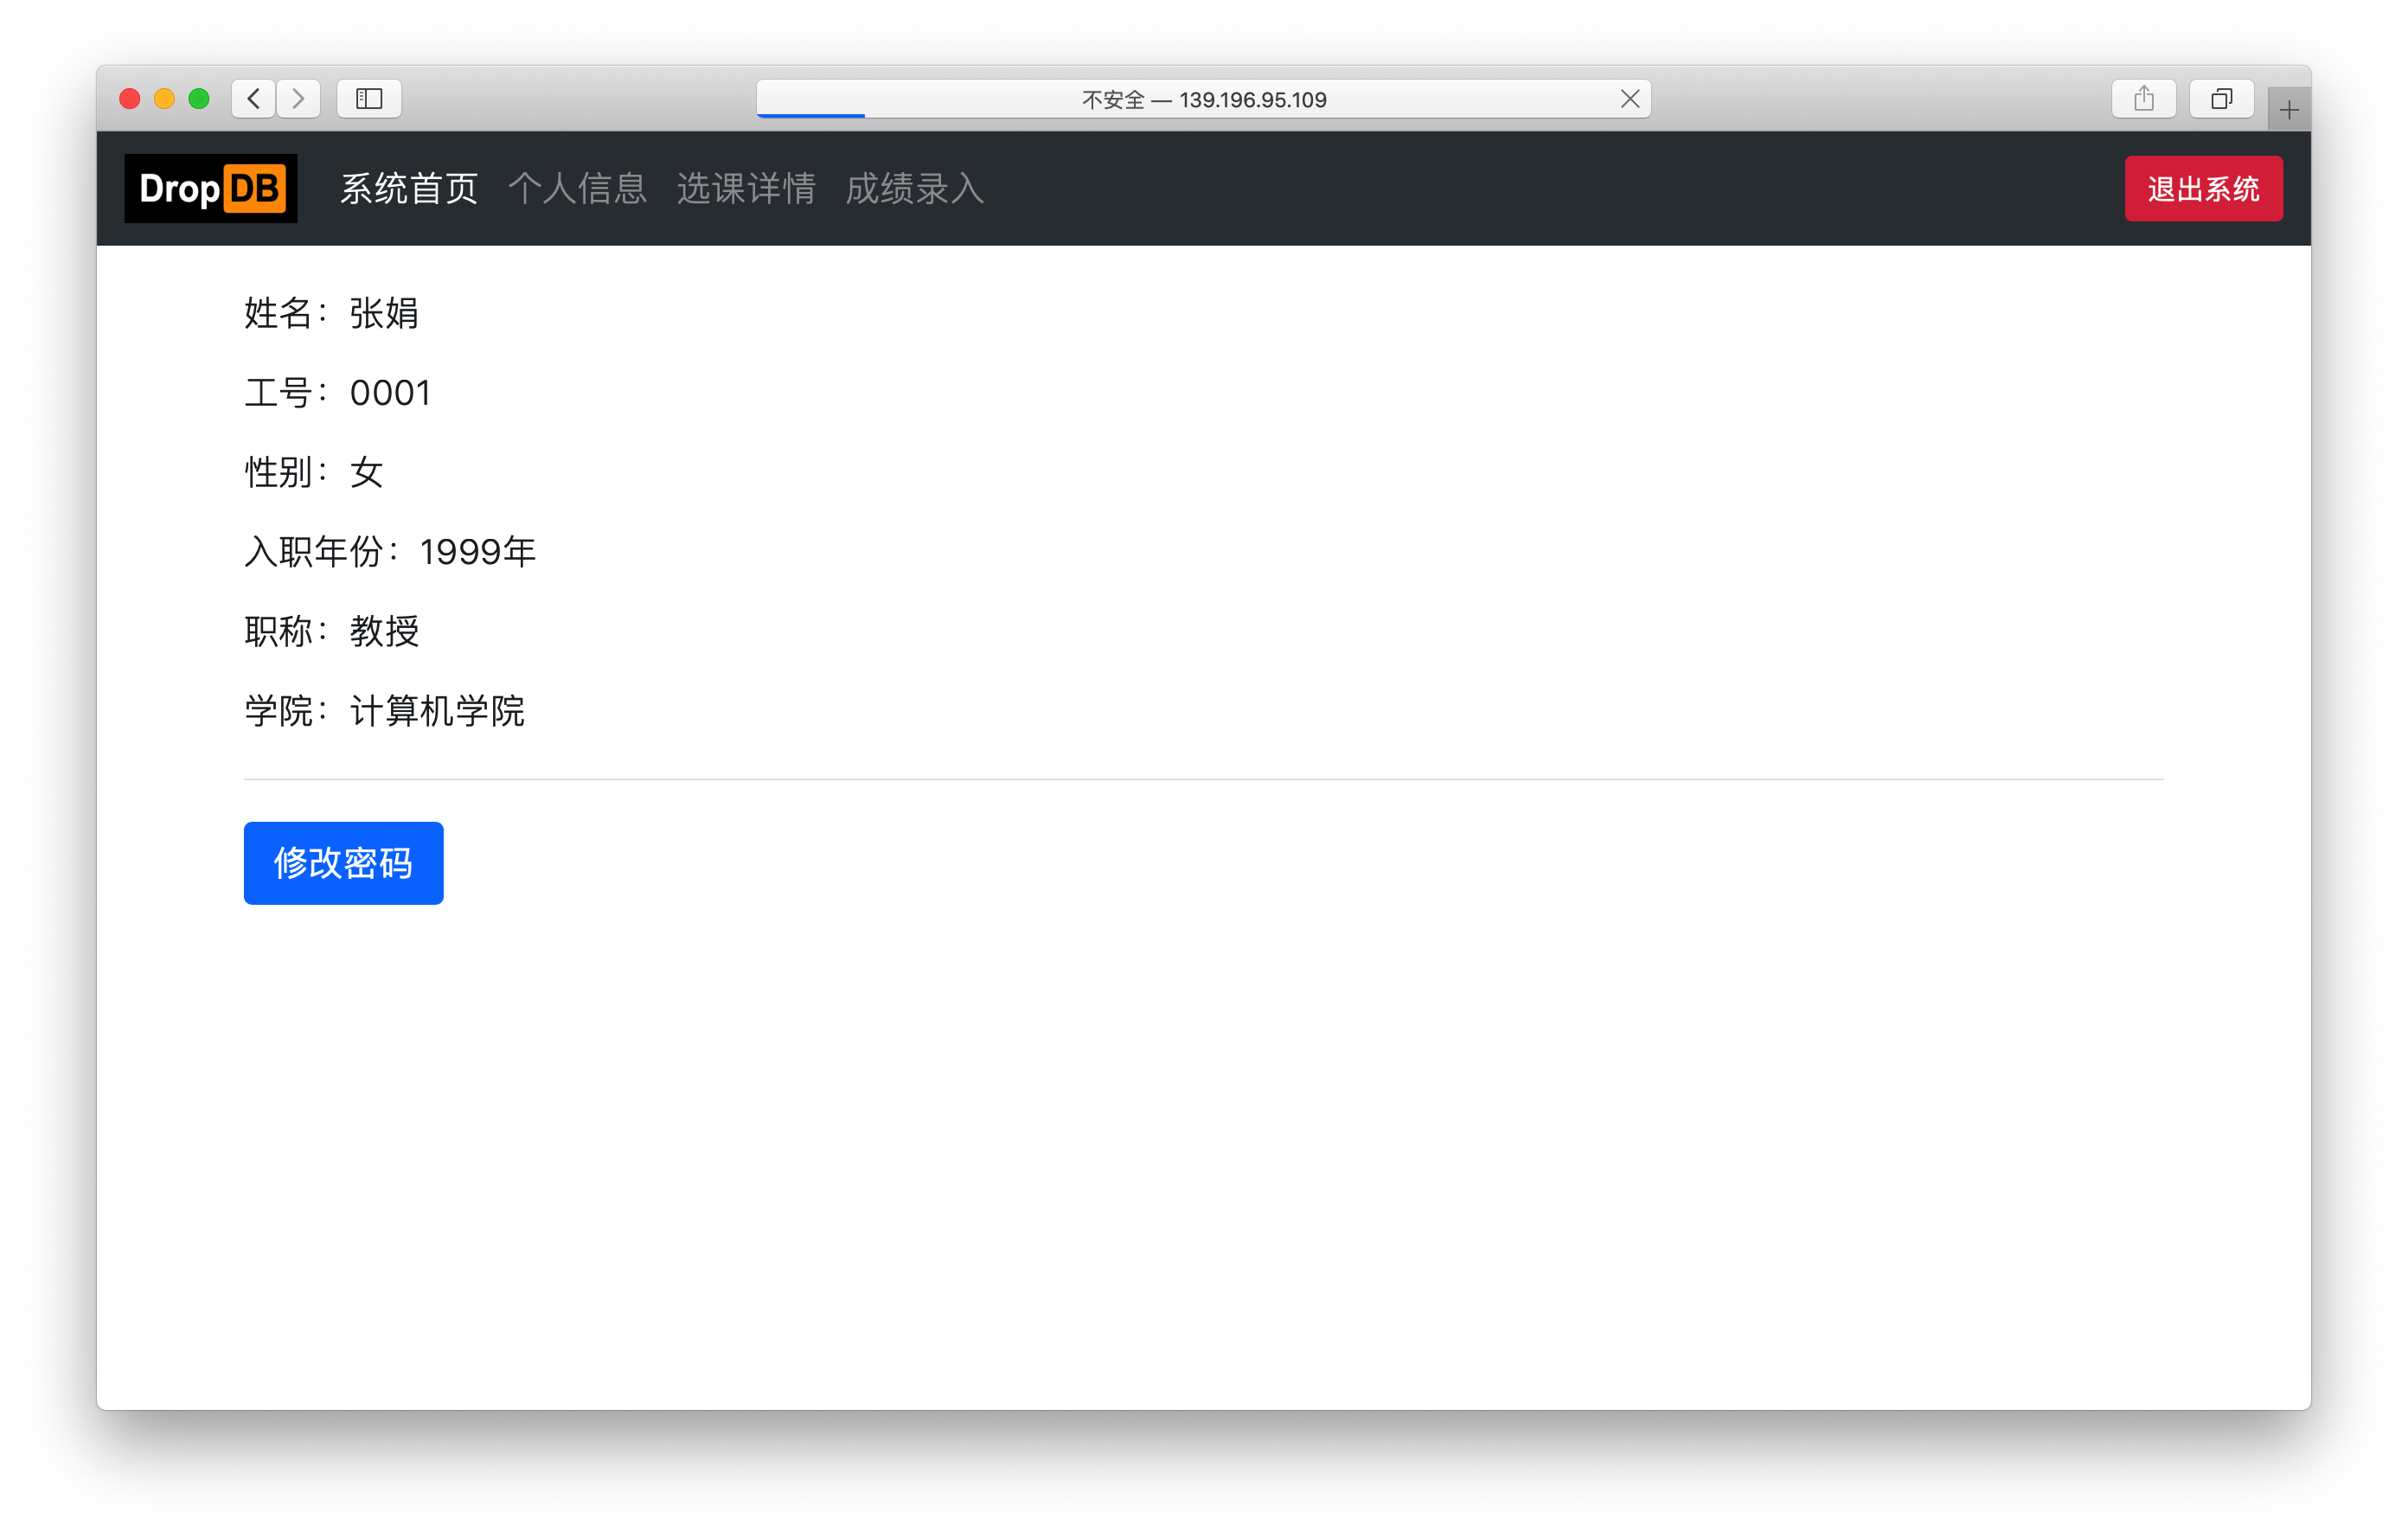 不安全 — 139.196.95.109
DropDB 系统首页 个人信息 选课详情 成绩录入 退出系统
姓名：张娟
工号：0001
性别：女
入职年份：1999年
职称：教授
学院：计算机学院
修改密码